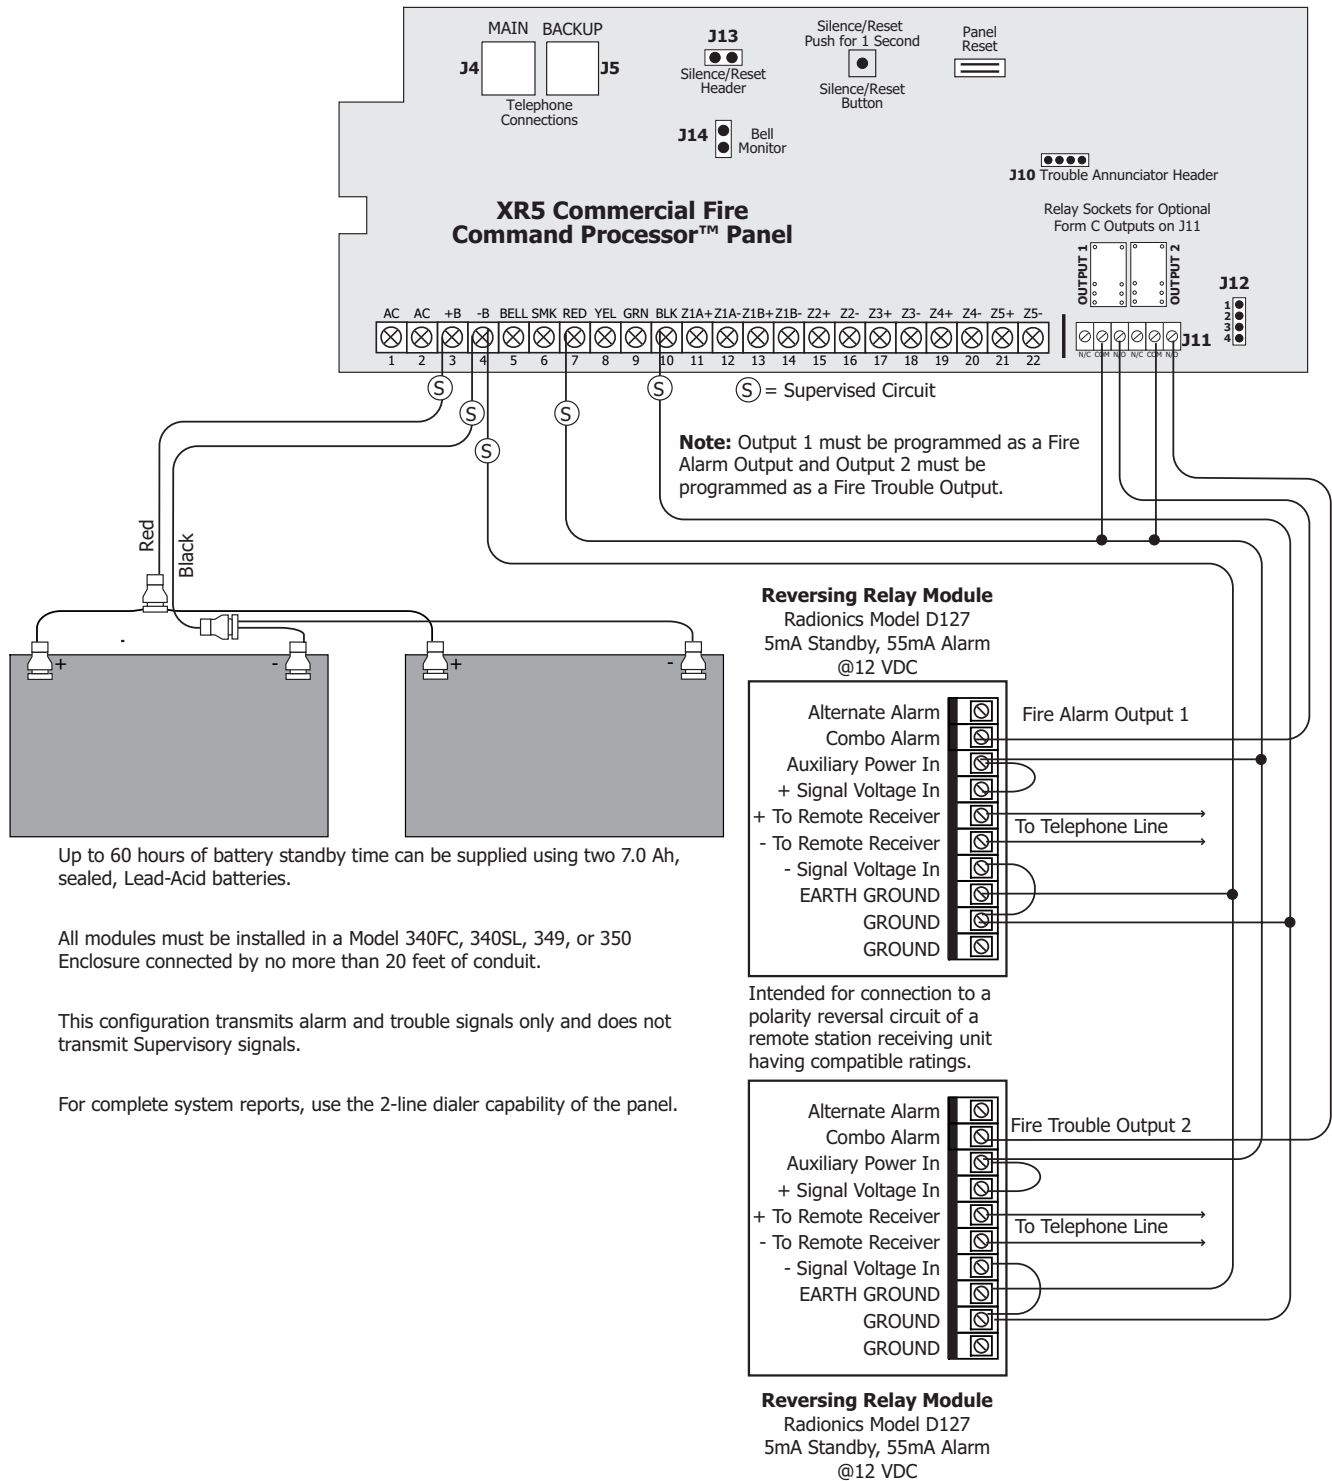 MAIN BACKUP
J4
J5
Telephone
Connections
J13
Silence/Reset
Header
J14
Bell
Monitor
Silence/Reset
Push for 1 Second
Silence/Reset
Button
Panel
Reset
J10 Trouble Annunciator Header
Relay Sockets for Optional
Form C Outputs on J11
OUTPUT 1
OUTPUT 2
J12
1
2
3
4
XR5 Commercial Fire
Command Processor™ Panel
AC AC +B -B BELL SMK RED YEL GRN BLK Z1A+ Z1A- Z1B+ Z1B- Z2+ Z2- Z3+ Z3- Z4+ Z4- Z5+ Z5-
1 2 3 4 5 6 7 8 9 10 11 12 13 14 15 16 17 18 19 20 21 22
J11
N/C COM N/O N/C COM N/O
S S S S S
S = Supervised Circuit
Note: Output 1 must be programmed as a Fire
Alarm Output and Output 2 must be
programmed as a Fire Trouble Output.
Red
Black
+ -
+ -
Up to 60 hours of battery standby time can be supplied using two 7.0 Ah,
sealed, Lead-Acid batteries.
All modules must be installed in a Model 340FC, 340SL, 349, or 350
Enclosure connected by no more than 20 feet of conduit.
This configuration transmits alarm and trouble signals only and does not
transmit Supervisory signals.
For complete system reports, use the 2-line dialer capability of the panel.
Reversing Relay Module
Radionics Model D127
5mA Standby, 55mA Alarm
@12 VDC
Alternate Alarm
Combo Alarm
Auxiliary Power In
+ Signal Voltage In
+ To Remote Receiver
- To Remote Receiver
- Signal Voltage In
EARTH GROUND
GROUND
GROUND
Fire Alarm Output 1
To Telephone Line
Intended for connection to a
polarity reversal circuit of a
remote station receiving unit
having compatible ratings.
Alternate Alarm
Combo Alarm
Auxiliary Power In
+ Signal Voltage In
+ To Remote Receiver
- To Remote Receiver
- Signal Voltage In
EARTH GROUND
GROUND
GROUND
Fire Trouble Output 2
To Telephone Line
Reversing Relay Module
Radionics Model D127
5mA Standby, 55mA Alarm
@12 VDC